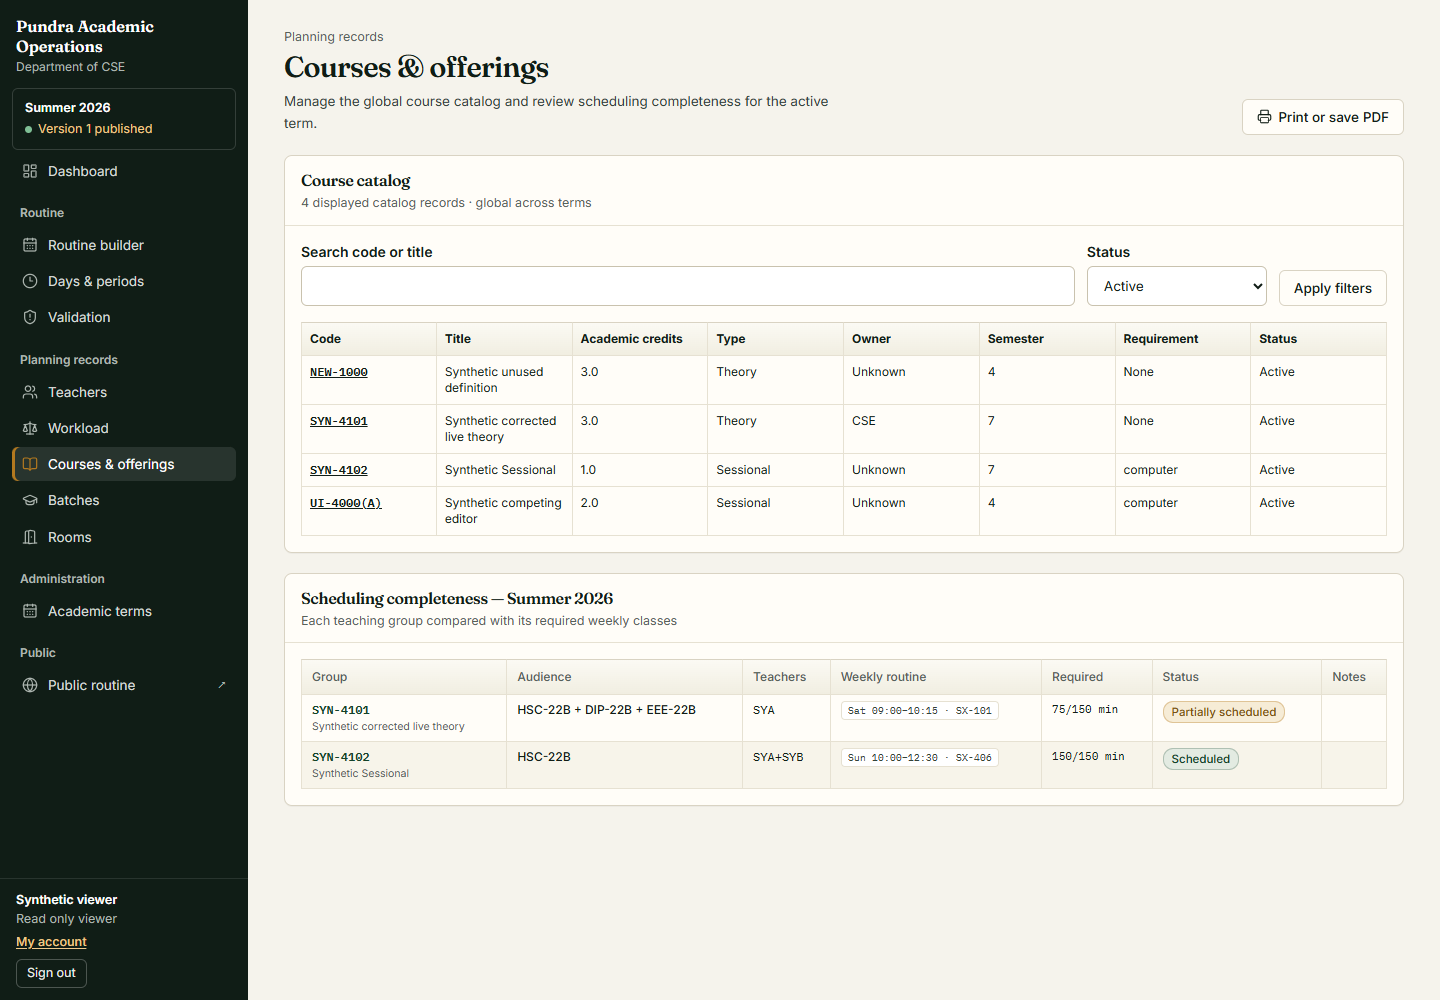 Pundra Academic
Operations
Department of CSE
Summer 2026
Version 1 published
Dashboard
Routine
Routine builder
Days & periods
Validation
Planning records
Teachers
Workload
Courses & offerings
Batches
Rooms
Administration
Academic terms
Public
Public routine ↗
Synthetic viewer
Read only viewer
My account
Sign out
Planning records
Courses & offerings
Manage the global course catalog and review scheduling completeness for the active
term.
Print or save PDF
Course catalog
4 displayed catalog records · global across terms
Search code or title Status
Active Apply filters
Code Title Academic credits Type Owner Semester Requirement Status
NEW-1000 Synthetic unused 3.0 Theory Unknown 4 None Active
definition
SYN-4101 Synthetic corrected 3.0 Theory CSE 7 None Active
live theory
SYN-4102 Synthetic Sessional 1.0 Sessional Unknown 7 computer Active
UI-4000(A) Synthetic competing 2.0 Sessional Unknown 4 computer Active
editor
Scheduling completeness — Summer 2026
Each teaching group compared with its required weekly classes
Group Audience Teachers Weekly routine Required Status Notes
SYN-4101 HSC-22B + DIP-22B + EEE-22B SYA Sat 09:00–10:15 · SX-101 75/150 min Partially scheduled
Synthetic corrected live theory
SYN-4102 HSC-22B SYA+SYB Sun 10:00–12:30 · SX-406 150/150 min Scheduled
Synthetic Sessional